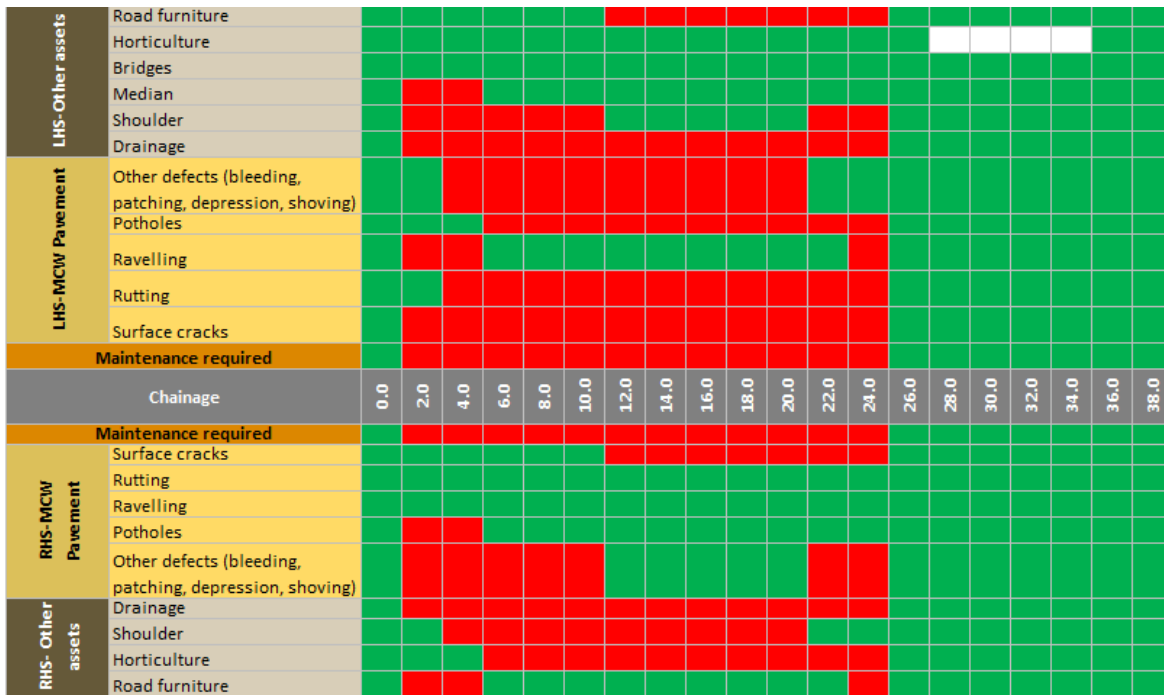 LHS-Other assets
Road furniture
Horticulture
Bridges
Median
Shoulder
Drainage
LHS-MCW Pavement
Other defects (bleeding,
patching, depression, shoving)
Potholes
Ravelling
Rutting
Surface cracks
Maintenance required
Chainage 0.0 2.0 4.0 6.0 8.0 10.0 12.0 14.0 16.0 18.0 20.0 22.0 24.0 26.0 28.0 30.0 32.0 34.0 36.0 38.0
Maintenance required
RHS-MCW
Pavement
Surface cracks
Rutting
Ravelling
Potholes
Other defects (bleeding,
patching, depression, shoving)
RHS- Other
assets
Drainage
Shoulder
Horticulture
Road furniture